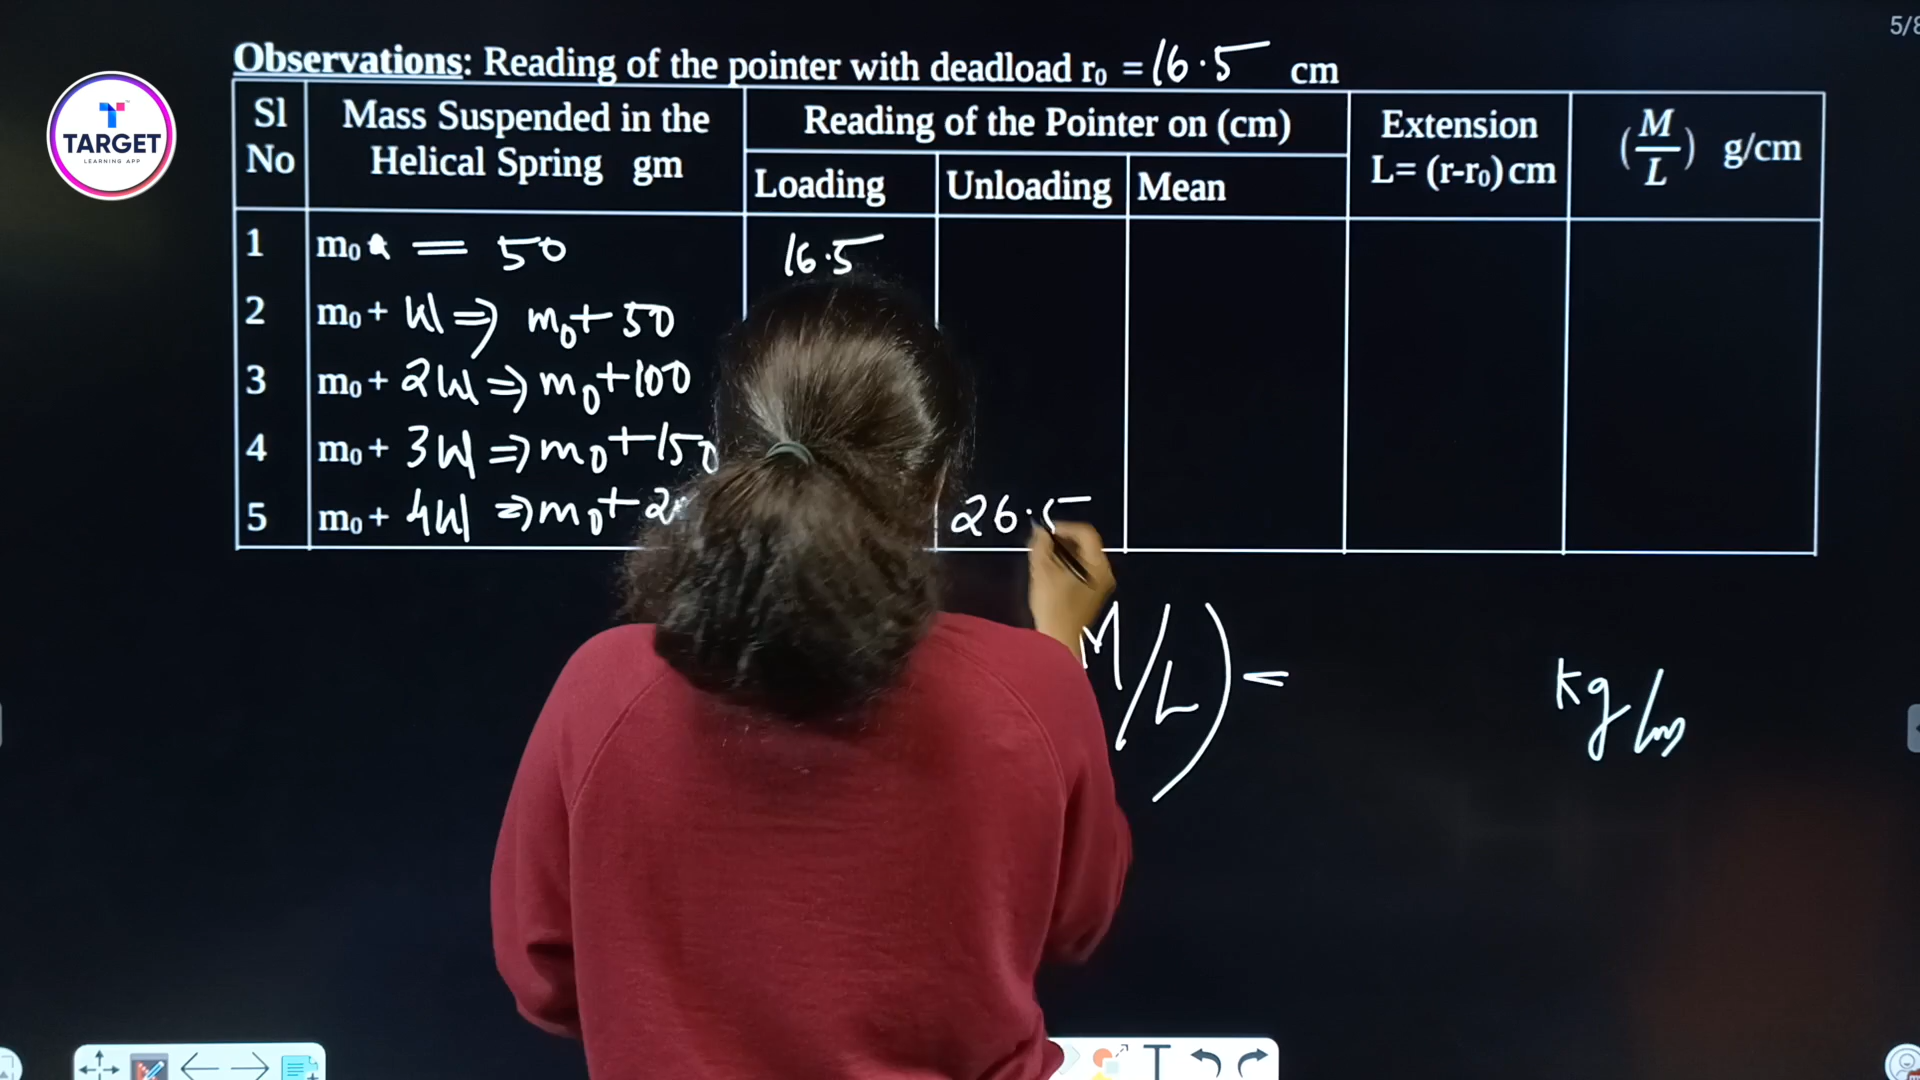 5/8
Observations: Reading of the pointer with deadload r₀ = 16.5 cm
TARGET
LEARNING APP
Sl No
Mass Suspended in the Helical Spring gm
Reading of the Pointer on (cm)
Loading
Unloading
Mean
Extension L= (r-r₀) cm
(M/L) g/cm
1 m₀ = 50 16.5
2 m₀ + W ⇒ m₀+50
3 m₀ + 2W ⇒ m₀+100
4 m₀ + 3W ⇒ m₀+150
5 m₀ + 4W ⇒ m₀+2 26.5
M/L) = kg/m
T